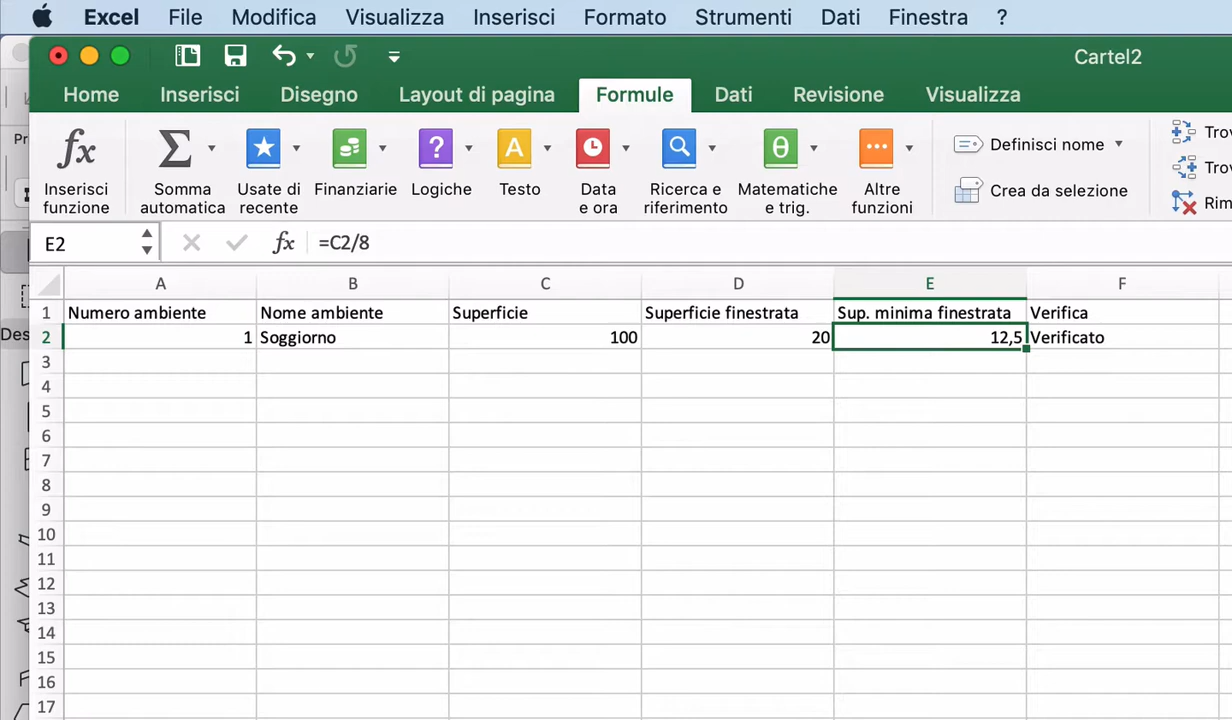 Excel File Modifica Visualizza Inserisci Formato Strumenti Dati Finestra ?
Cartel2
Home Inserisci Disegno Layout di pagina Formule Dati Revisione Visualizza
Inserisci funzione
Somma automatica
Usate di recente
Finanziarie
Logiche
Testo
Data e ora
Ricerca e riferimento
Matematiche e trig.
Altre funzioni
Definisci nome
Crea da selezione
E2 fx =C2/8
A B C D E F
1 Numero ambiente Nome ambiente Superficie Superficie finestrata Sup. minima finestrata Verifica
2 1 Soggiorno 100 20 12,5 Verificato
3
4
5
6
7
8
9
10
11
12
13
14
15
16
17